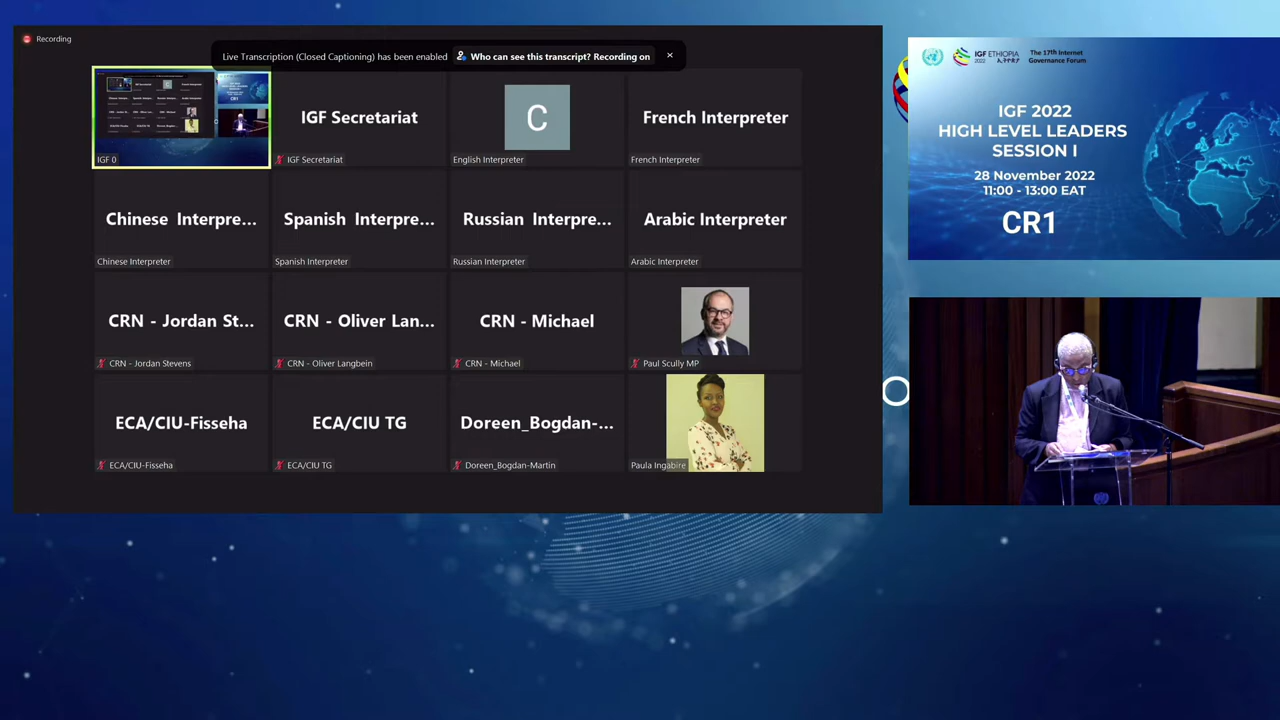 Recording
Live Transcription (Closed Captioning) has been enabled
Who can see this transcript? Recording on
IGF 0
IGF Secretariat
IGF Secretariat
C
English Interpreter
French Interpreter
French Interpreter
Chinese Interpre...
Chinese Interpreter
Spanish Interpre...
Spanish Interpreter
Russian Interpre...
Russian Interpreter
Arabic Interpreter
Arabic Interpreter
CRN - Jordan St...
CRN - Jordan Stevens
CRN - Oliver Lan...
CRN - Oliver Langbein
CRN - Michael
CRN - Michael
Paul Scully MP
ECA/CIU-Fisseha
ECA/CIU-Fisseha
ECA/CIU TG
ECA/CIU TG
Doreen_Bogdan-...
Doreen_Bogdan-Martin
Paula Ingabire
IGF ETHIOPIA
2022 ኢትዮጵያ
The 17th Internet
Governance Forum
IGF 2022
HIGH LEVEL LEADERS
SESSION I
28 November 2022
11:00 - 13:00 EAT
CR1